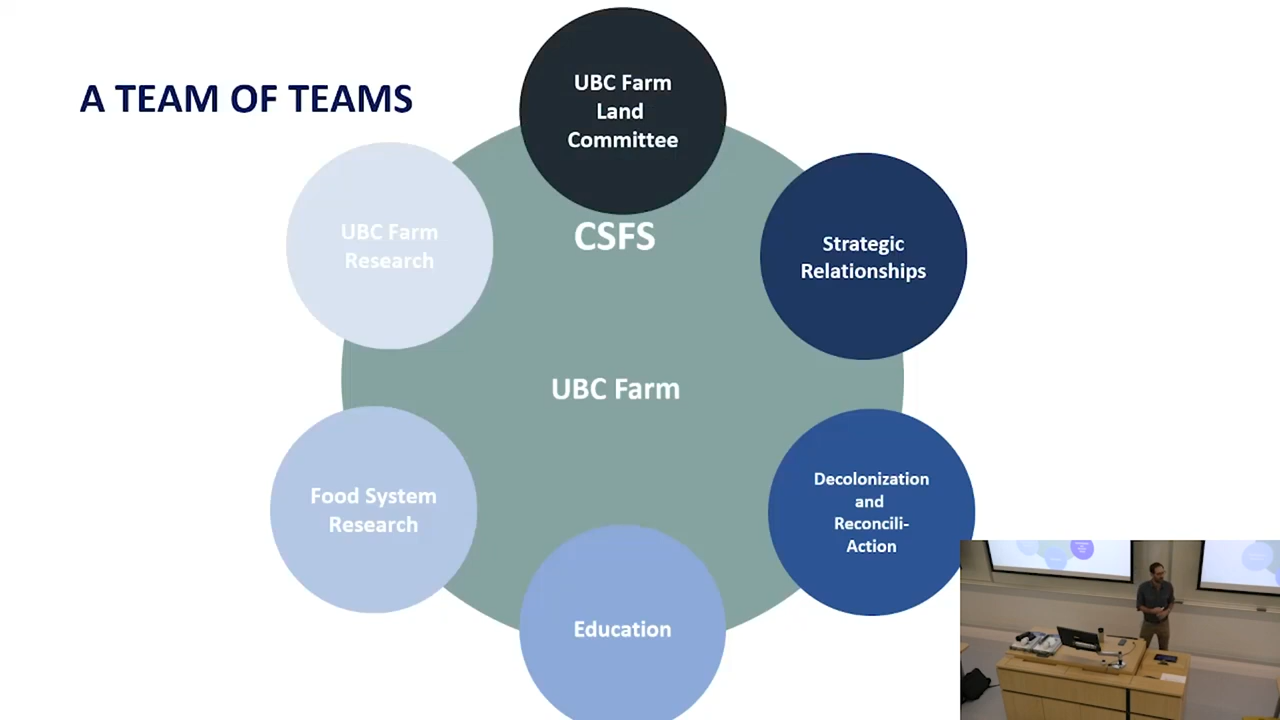 A TEAM OF TEAMS
UBC Farm
Land
Committee
UBC Farm
Research
CSFS
Strategic
Relationships
UBC Farm
Food System
Research
Decolonization
and
Reconcili-
Action
Education